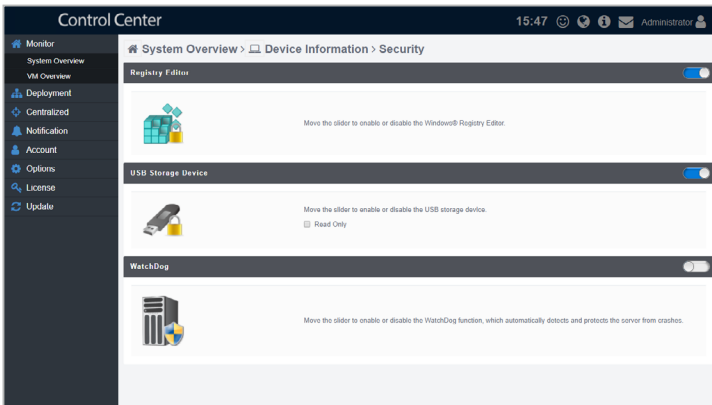 Control Center
15:47
Administrator
Monitor
System Overview
VM Overview
Deployment
Centralized
Notification
Account
Options
License
Update
System Overview > Device Information > Security
Registry Editor
Move the slider to enable or disable the Windows® Registry Editor.
USB Storage Device
Move the slider to enable or disable the USB storage device.
Read Only
WatchDog
Move the slider to enable or disable the WatchDog function, which automatically detects and protects the server from crashes.